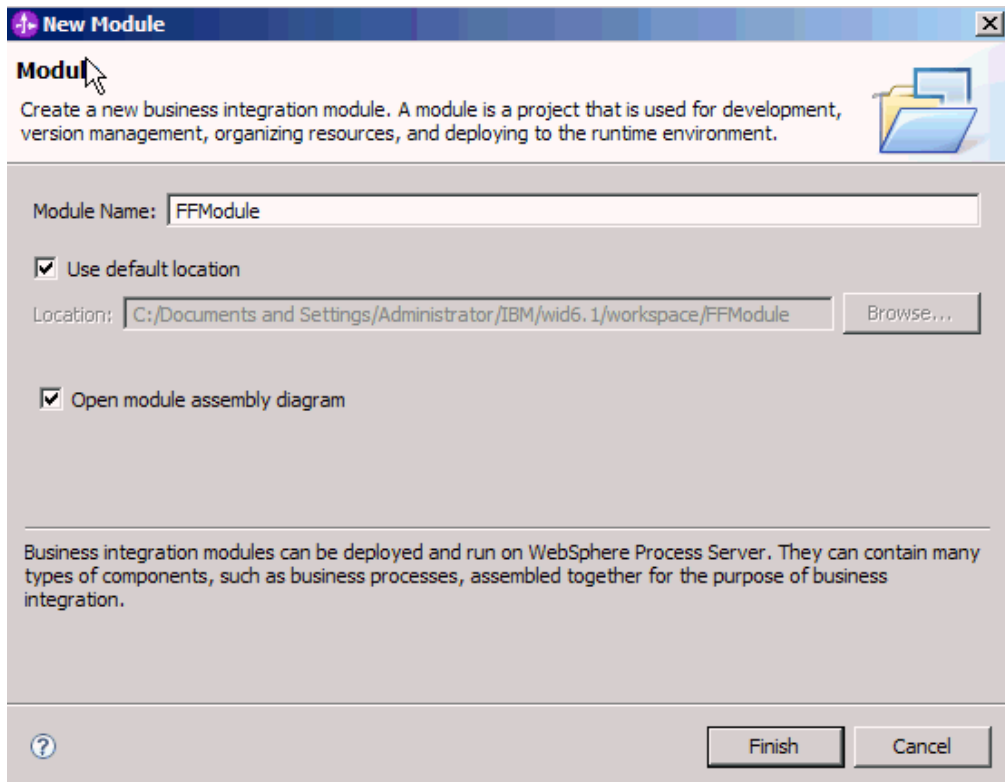 New Module
Modul
Create a new business integration module. A module is a project that is used for development,
version management, organizing resources, and deploying to the runtime environment.
Module Name: FFModule
Use default location
Location: C:/Documents and Settings/Administrator/IBM/wid6.1/workspace/FFModule Browse...
Open module assembly diagram
Business integration modules can be deployed and run on WebSphere Process Server. They can contain many
types of components, such as business processes, assembled together for the purpose of business
integration.
? Finish Cancel